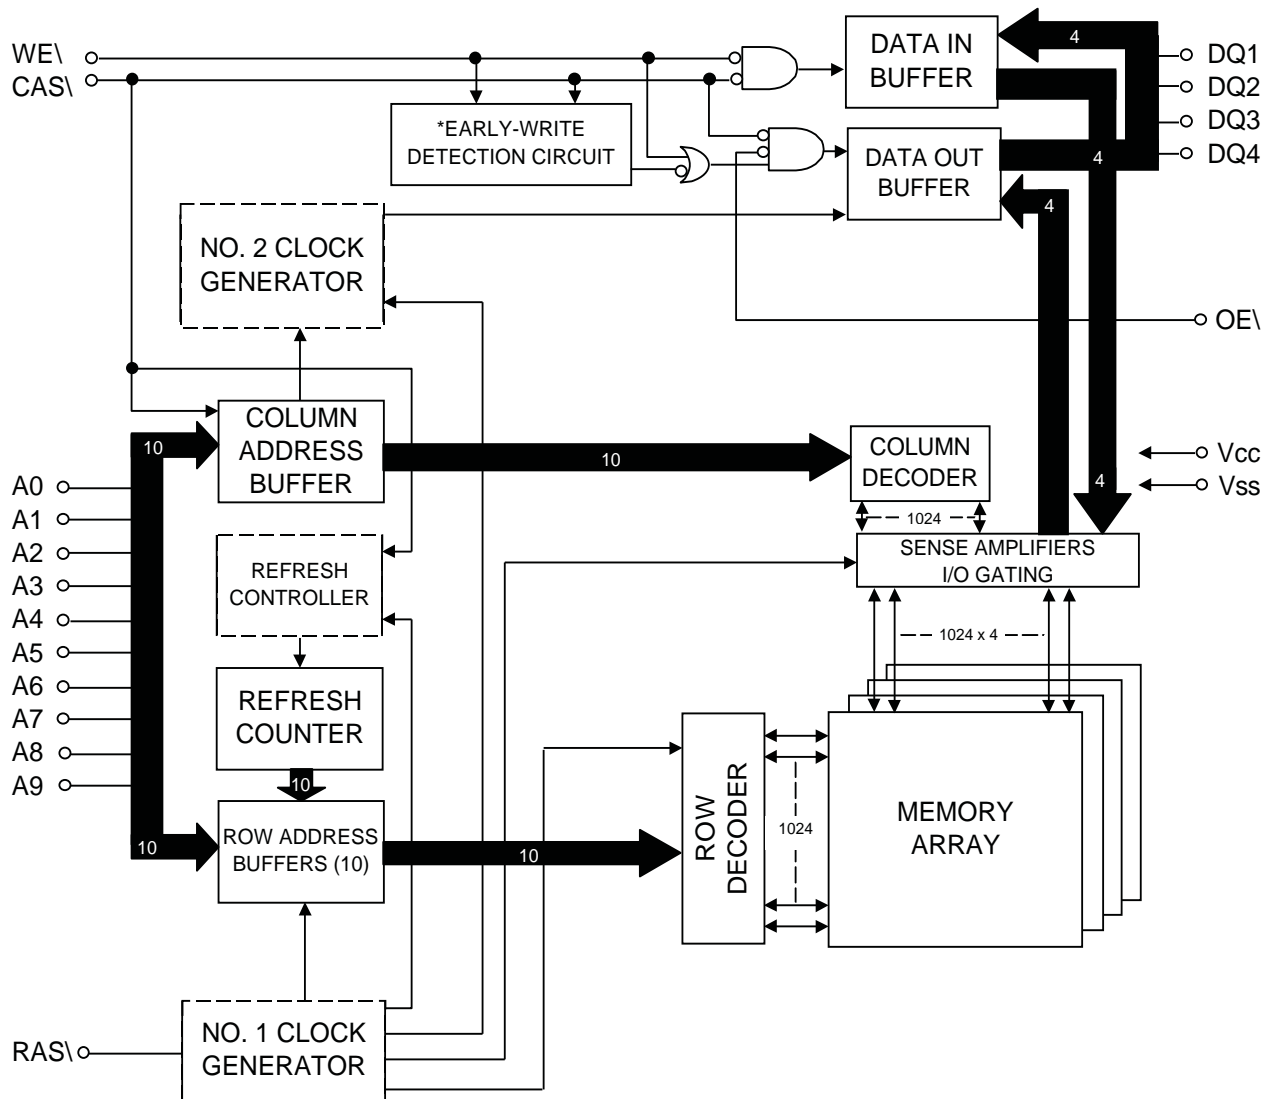 WE\
CAS\
DATA IN
BUFFER
4
DQ1
DQ2
DQ3
DQ4
*EARLY-WRITE
DETECTION CIRCUIT
DATA OUT
BUFFER
4
4
NO. 2 CLOCK
GENERATOR
OE\
COLUMN
ADDRESS
BUFFER
10
10
COLUMN
DECODER
4
Vcc
Vss
A0
A1
A2
A3
A4
A5
A6
A7
A8
A9
1024
SENSE AMPLIFIERS
I/O GATING
REFRESH
CONTROLLER
1024 x 4
REFRESH
COUNTER
10
10
ROW ADDRESS
BUFFERS (10)
10
ROW
DECODER
1024
MEMORY
ARRAY
RAS\
NO. 1 CLOCK
GENERATOR